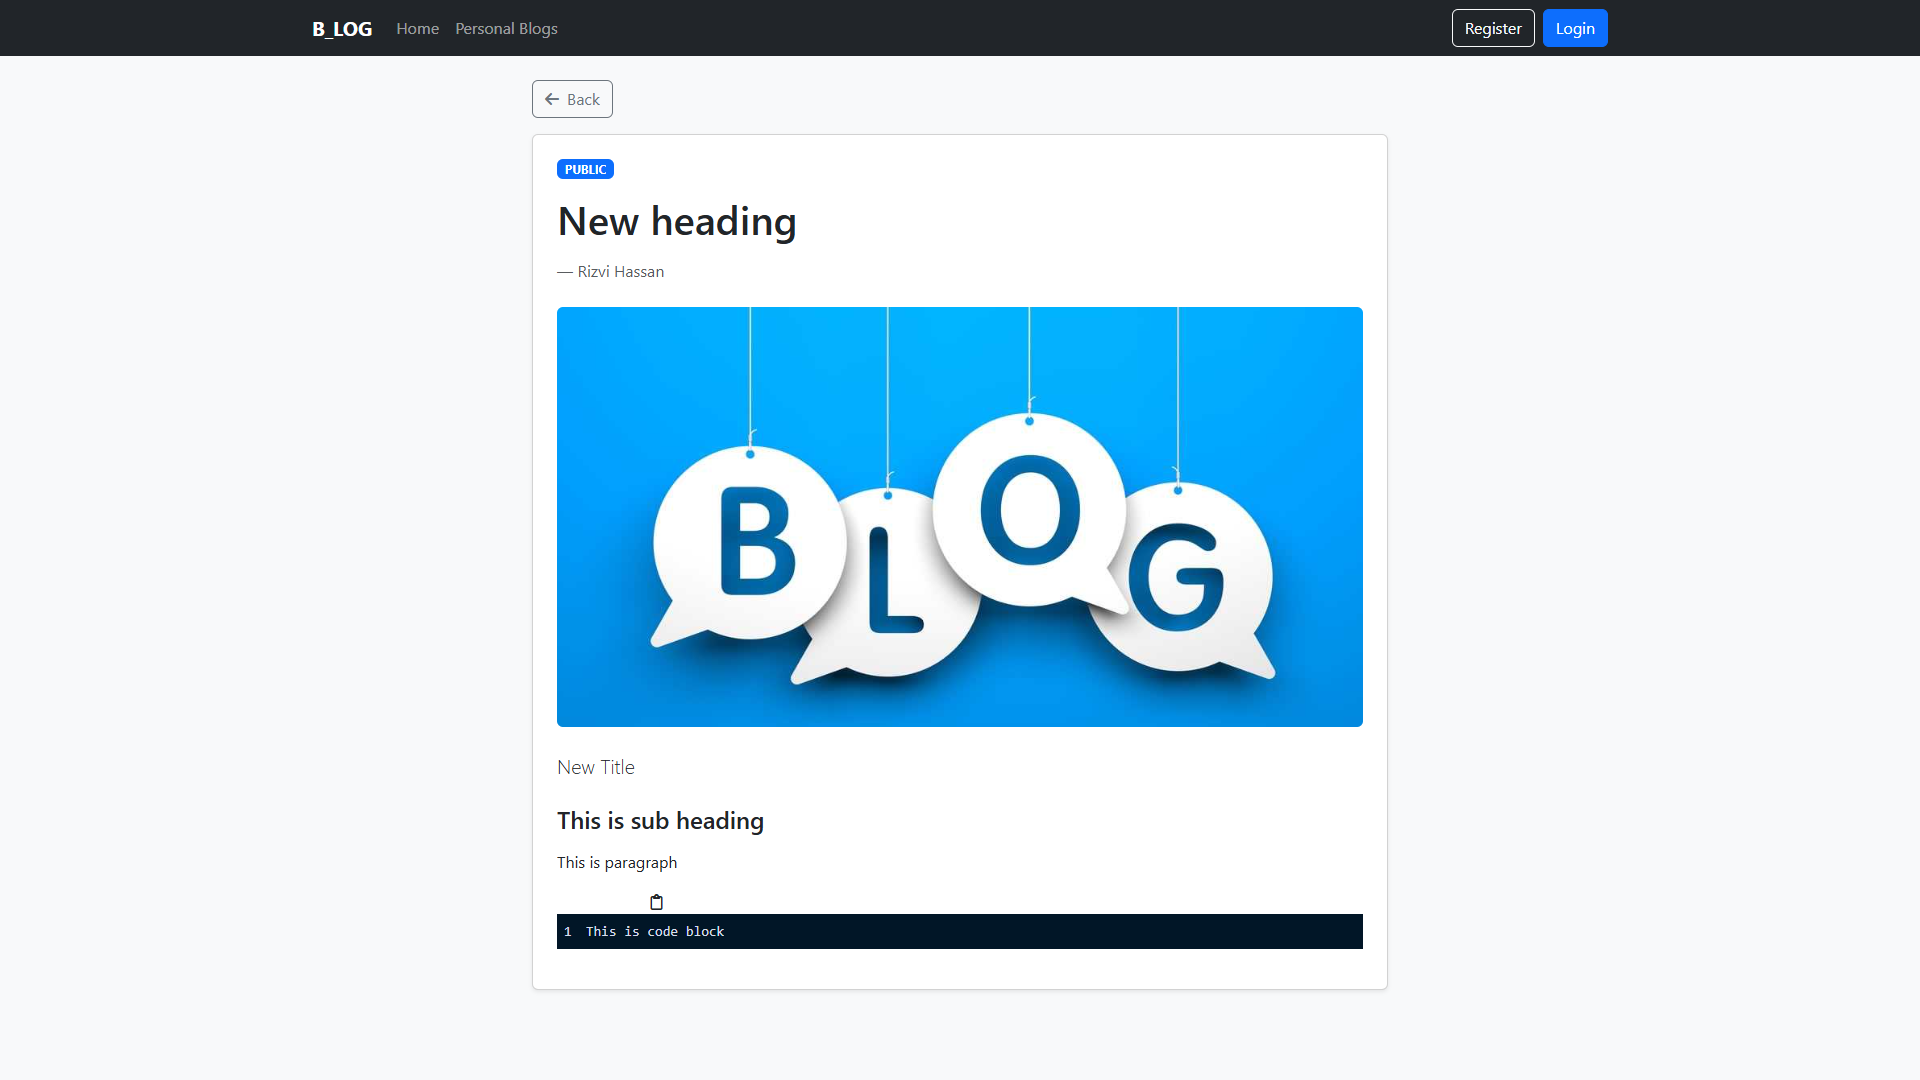 B_LOG Home Personal Blogs Register Login
Back
PUBLIC
New heading
— Rizvi Hassan
BLOG
New Title
This is sub heading
This is paragraph
1 This is code block